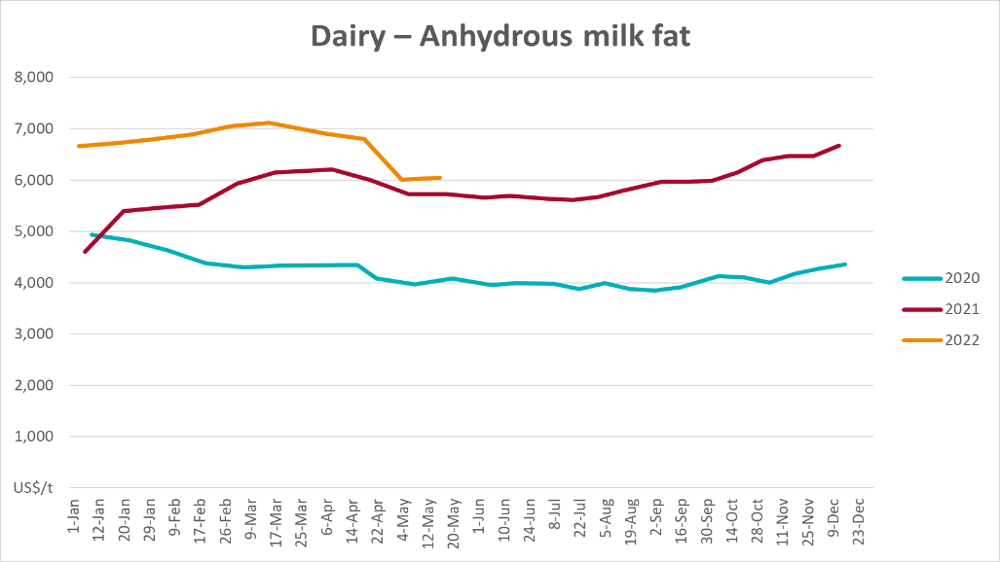 Dairy – Anhydrous milk fat
8,000
7,000
6,000
5,000
4,000
3,000
2,000
1,000
US$/t
1-Jan
12-Jan
20-Jan
29-Jan
9-Feb
17-Feb
26-Feb
9-Mar
17-Mar
25-Mar
6-Apr
14-Apr
22-Apr
4-May
12-May
20-May
1-Jun
10-Jun
24-Jun
8-Jul
22-Jul
5-Aug
19-Aug
2-Sep
16-Sep
30-Sep
14-Oct
28-Oct
11-Nov
25-Nov
9-Dec
23-Dec
2020
2021
2022